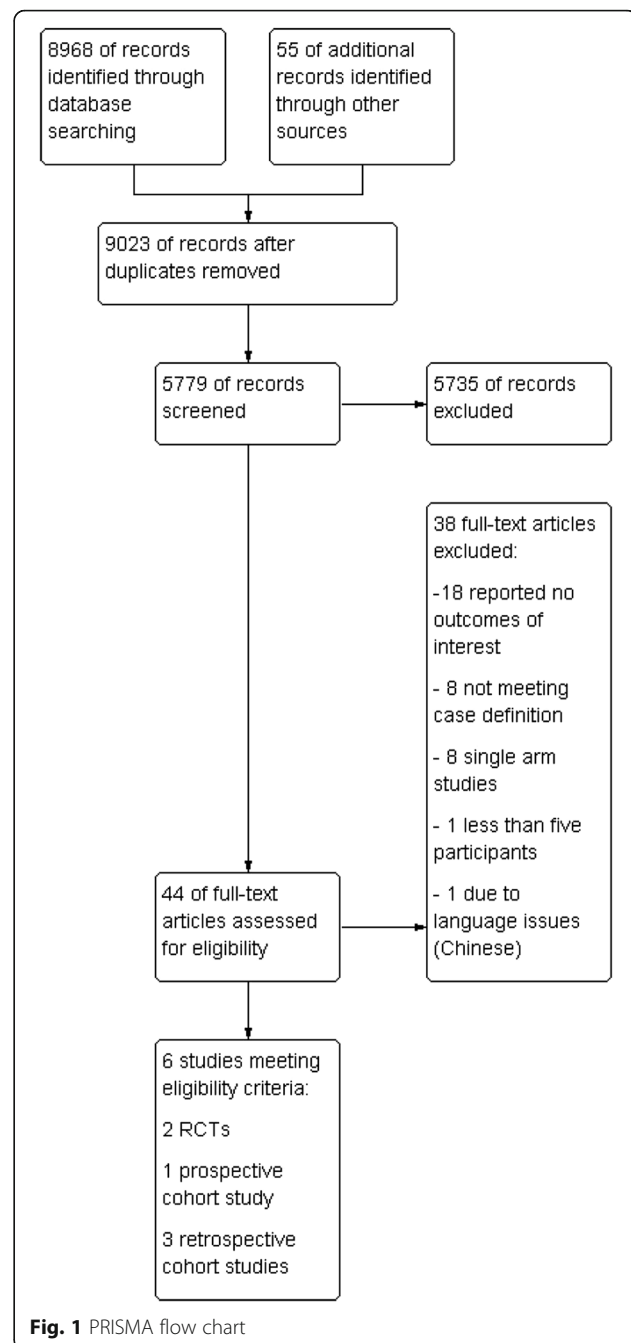 8968 of records
identified through
database
searching
55 of additional
records identified
through other
sources
9023 of records after
duplicates removed
5779 of records
screened
5735 of records
excluded
38 full-text articles
excluded:
-18 reported no
outcomes of
interest
- 8 not meeting
case definition
- 8 single arm
studies
- 1 less than five
participants
- 1 due to
language issues
(Chinese)
44 of full-text
articles assessed
for eligibility
6 studies meeting
eligibility criteria:
2 RCTs
1 prospective
cohort study
3 retrospective
cohort studies
Fig. 1 PRISMA flow chart